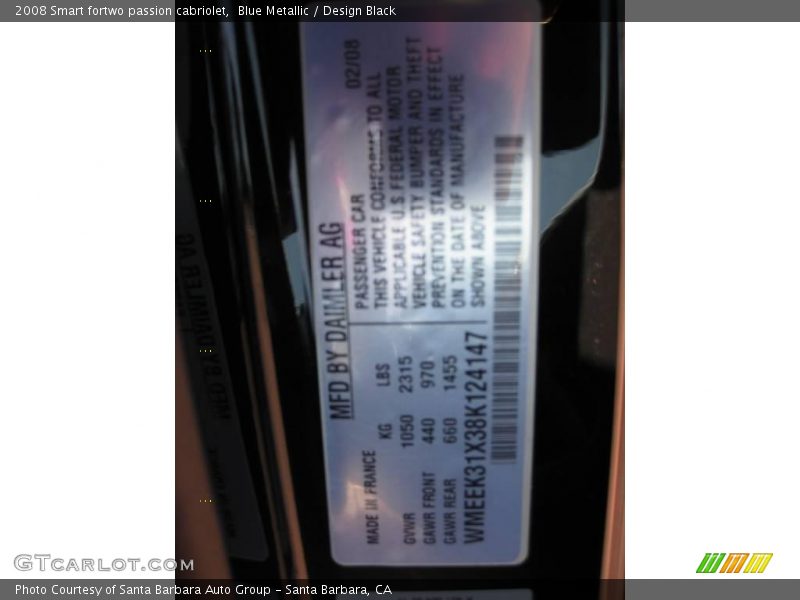 2008 Smart fortwo passion cabriolet,  Blue Metallic / Design Black
MFD BY DAIMLER AG
PASSENGER CAR 02/08
THIS VEHICLE CONFORMS TO ALL
APPLICABLE U.S FEDERAL MOTOR
VEHICLE SAFETY BUMPER AND THEFT
PREVENTION STANDARDS IN EFFECT
ON THE DATE OF MANUFACTURE
SHOWN ABOVE
MADE IN FRANCE KG LBS
GVWR 1050 2315
GAWR FRONT 440 970
GAWR REAR 660 1455
WMEEK31X38K124147
GTCarLot.com
Photo Courtesy of Santa Barbara Auto Group - Santa Barbara, CA